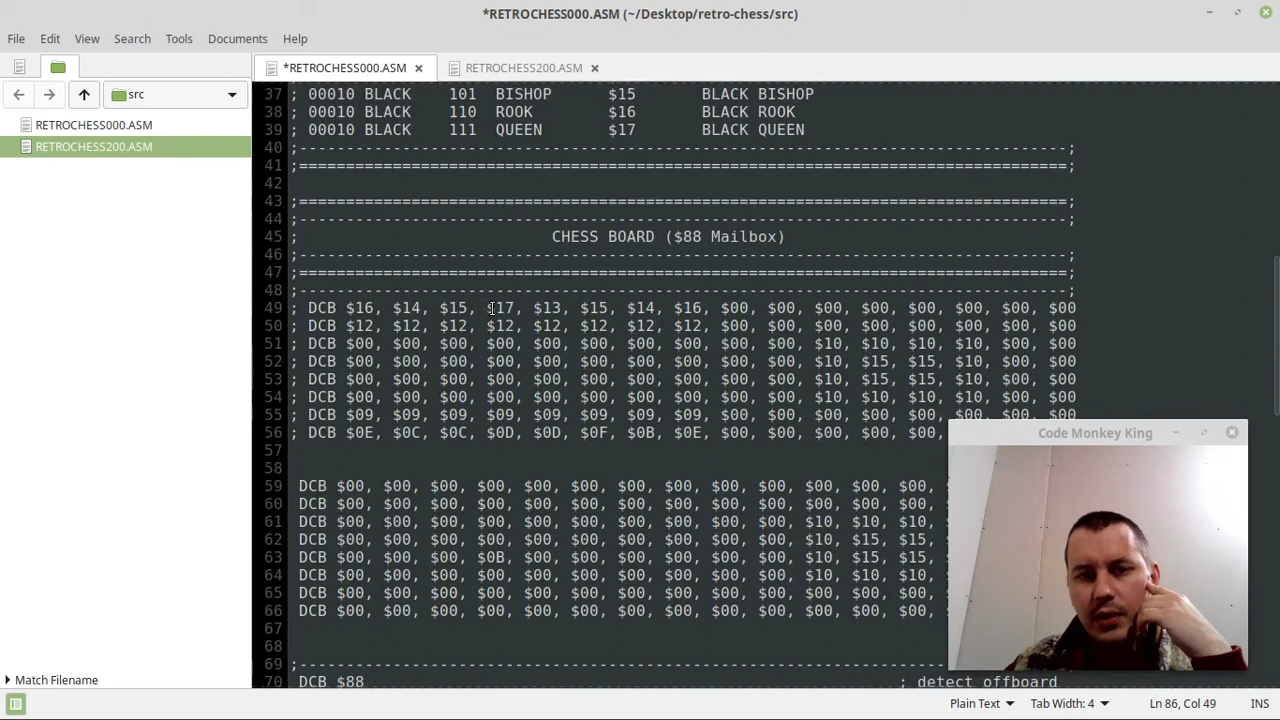 *RETROCHESS000.ASM (~/Desktop/retro-chess/src)
File Edit View Search Tools Documents Help
*RETROCHESS000.ASM × RETROCHESS200.ASM ×
src
RETROCHESS000.ASM
RETROCHESS200.ASM
37 ; 00010 BLACK 101 BISHOP $15 BLACK BISHOP
38 ; 00010 BLACK 110 ROOK $16 BLACK ROOK
39 ; 00010 BLACK 111 QUEEN $17 BLACK QUEEN
40 ;----------------------------------------------------------------------------------;
41 ;==================================================================================;
42
43 ;==================================================================================;
44 ;----------------------------------------------------------------------------------;
45 ; CHESS BOARD ($88 Mailbox) ;
46 ;----------------------------------------------------------------------------------;
47 ;==================================================================================;
48 ;----------------------------------------------------------------------------------;
49 ; DCB $16, $14, $15, $17, $13, $15, $14, $16, $00, $00, $00, $00, $00, $00, $00, $00
50 ; DCB $12, $12, $12, $12, $12, $12, $12, $12, $00, $00, $00, $00, $00, $00, $00, $00
51 ; DCB $00, $00, $00, $00, $00, $00, $00, $00, $00, $00, $10, $10, $10, $10, $00, $00
52 ; DCB $00, $00, $00, $00, $00, $00, $00, $00, $00, $00, $10, $15, $15, $10, $00, $00
53 ; DCB $00, $00, $00, $00, $00, $00, $00, $00, $00, $00, $10, $15, $15, $10, $00, $00
54 ; DCB $00, $00, $00, $00, $00, $00, $00, $00, $00, $00, $10, $10, $10, $10, $00, $00
55 ; DCB $09, $09, $09, $09, $09, $09, $09, $09, $00, $00, $00, $00, $00, $00, $00, $00
56 ; DCB $0E, $0C, $0C, $0D, $0D, $0F, $0B, $0E, $00, $00, $00, $00, $00,
57
58
59 DCB $00, $00, $00, $00, $00, $00, $00, $00, $00, $00, $00, $00, $00,
60 DCB $00, $00, $00, $00, $00, $00, $00, $00, $00, $00, $00, $00, $00,
61 DCB $00, $00, $00, $00, $00, $00, $00, $00, $00, $00, $10, $10, $10,
62 DCB $00, $00, $00, $00, $00, $00, $00, $00, $00, $00, $10, $15, $15,
63 DCB $00, $00, $00, $0B, $00, $00, $00, $00, $00, $00, $10, $15, $15,
64 DCB $00, $00, $00, $00, $00, $00, $00, $00, $00, $00, $10, $10, $10,
65 DCB $00, $00, $00, $00, $00, $00, $00, $00, $00, $00, $00, $00, $00,
66 DCB $00, $00, $00, $00, $00, $00, $00, $00, $00, $00, $00, $00, $00,
67
68
69 ;----------------------------------------------------------------------
70 DCB $88 ; detect offboard
Code Monkey King
Match Filename
Plain Text Tab Width: 4 Ln 86, Col 49 INS